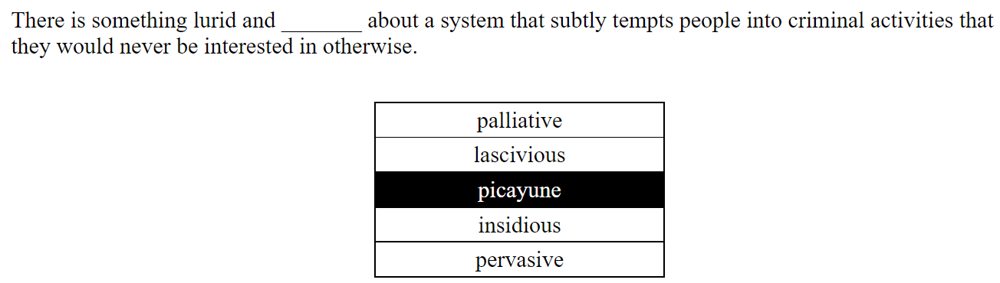 There is something lurid and _______ about a system that subtly tempts people into criminal activities that
they would never be interested in otherwise.
palliative
lascivious
picayune
insidious
pervasive